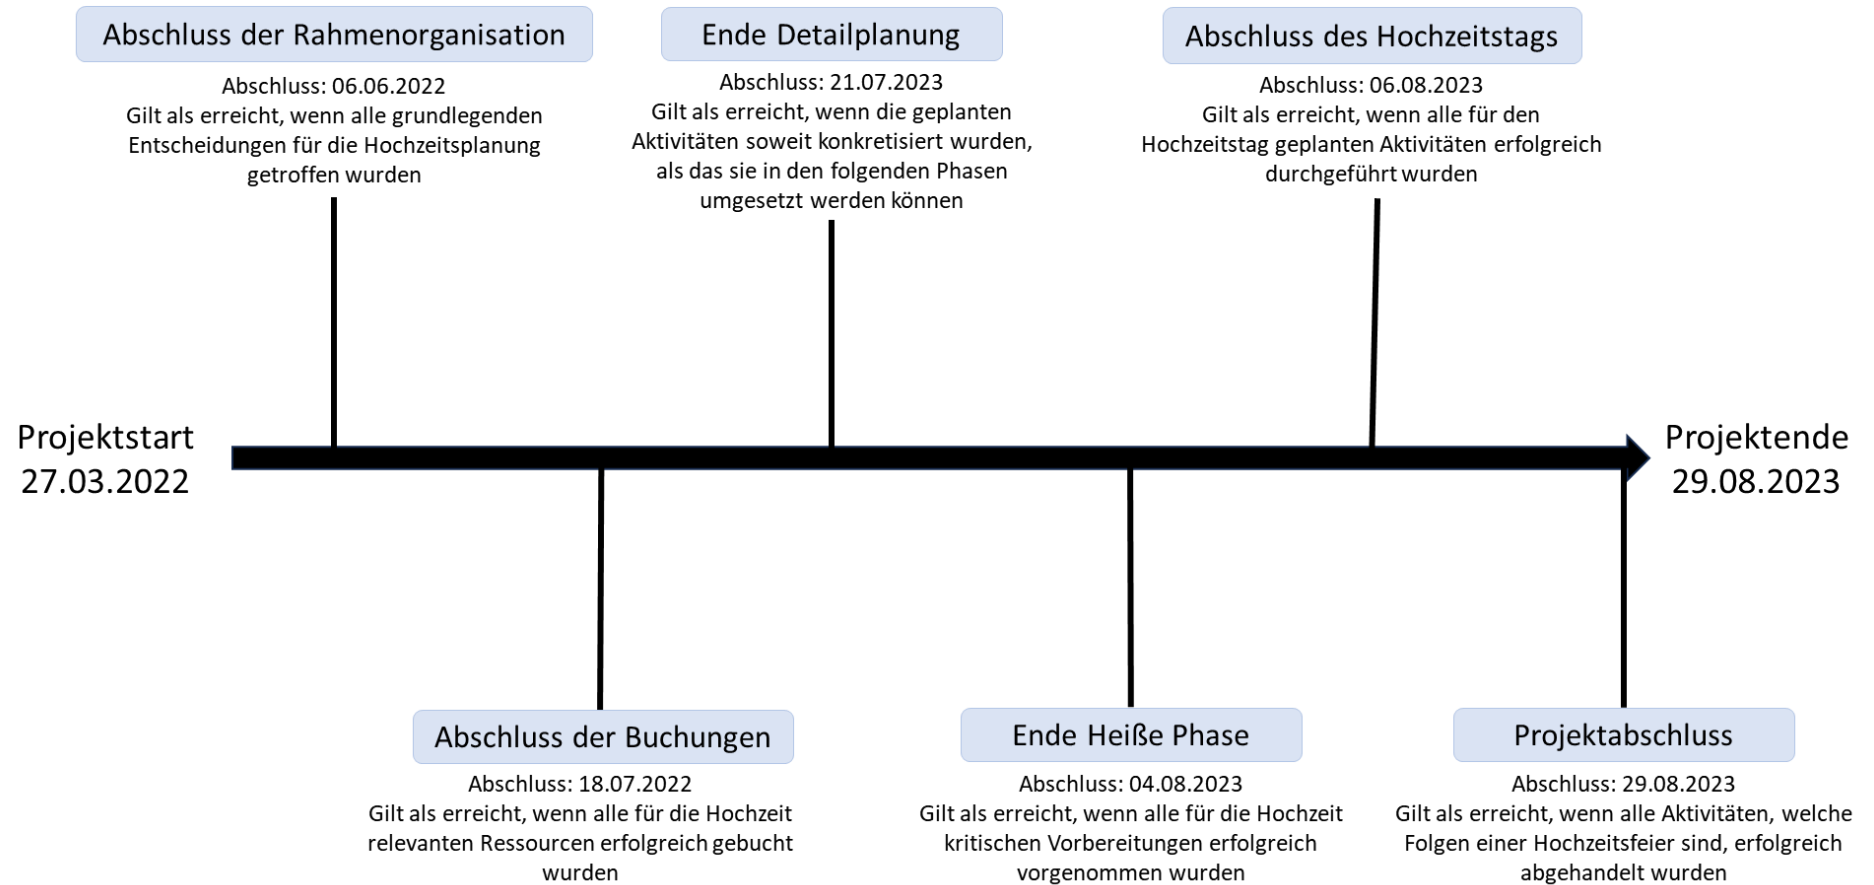 Abschluss der Rahmenorganisation
Abschluss: 06.06.2022
Gilt als erreicht, wenn alle grundlegenden
Entscheidungen für die Hochzeitsplanung
getroffen wurden
Ende Detailplanung
Abschluss: 21.07.2023
Gilt als erreicht, wenn die geplanten
Aktivitäten soweit konkretisiert wurden,
als das sie in den folgenden Phasen
umgesetzt werden können
Abschluss des Hochzeitstags
Abschluss: 06.08.2023
Gilt als erreicht, wenn alle für den
Hochzeitstag geplanten Aktivitäten erfolgreich
durchgeführt wurden
Projektstart
27.03.2022
Projektende
29.08.2023
Abschluss der Buchungen
Abschluss: 18.07.2022
Gilt als erreicht, wenn alle für die Hochzeit
relevanten Ressourcen erfolgreich gebucht
wurden
Ende Heiße Phase
Abschluss: 04.08.2023
Gilt als erreicht, wenn alle für die Hochzeit
kritischen Vorbereitungen erfolgreich
vorgenommen wurden
Projektabschluss
Abschluss: 29.08.2023
Gilt als erreicht, wenn alle Aktivitäten, welche
Folgen einer Hochzeitsfeier sind, erfolgreich
abgehandelt wurden